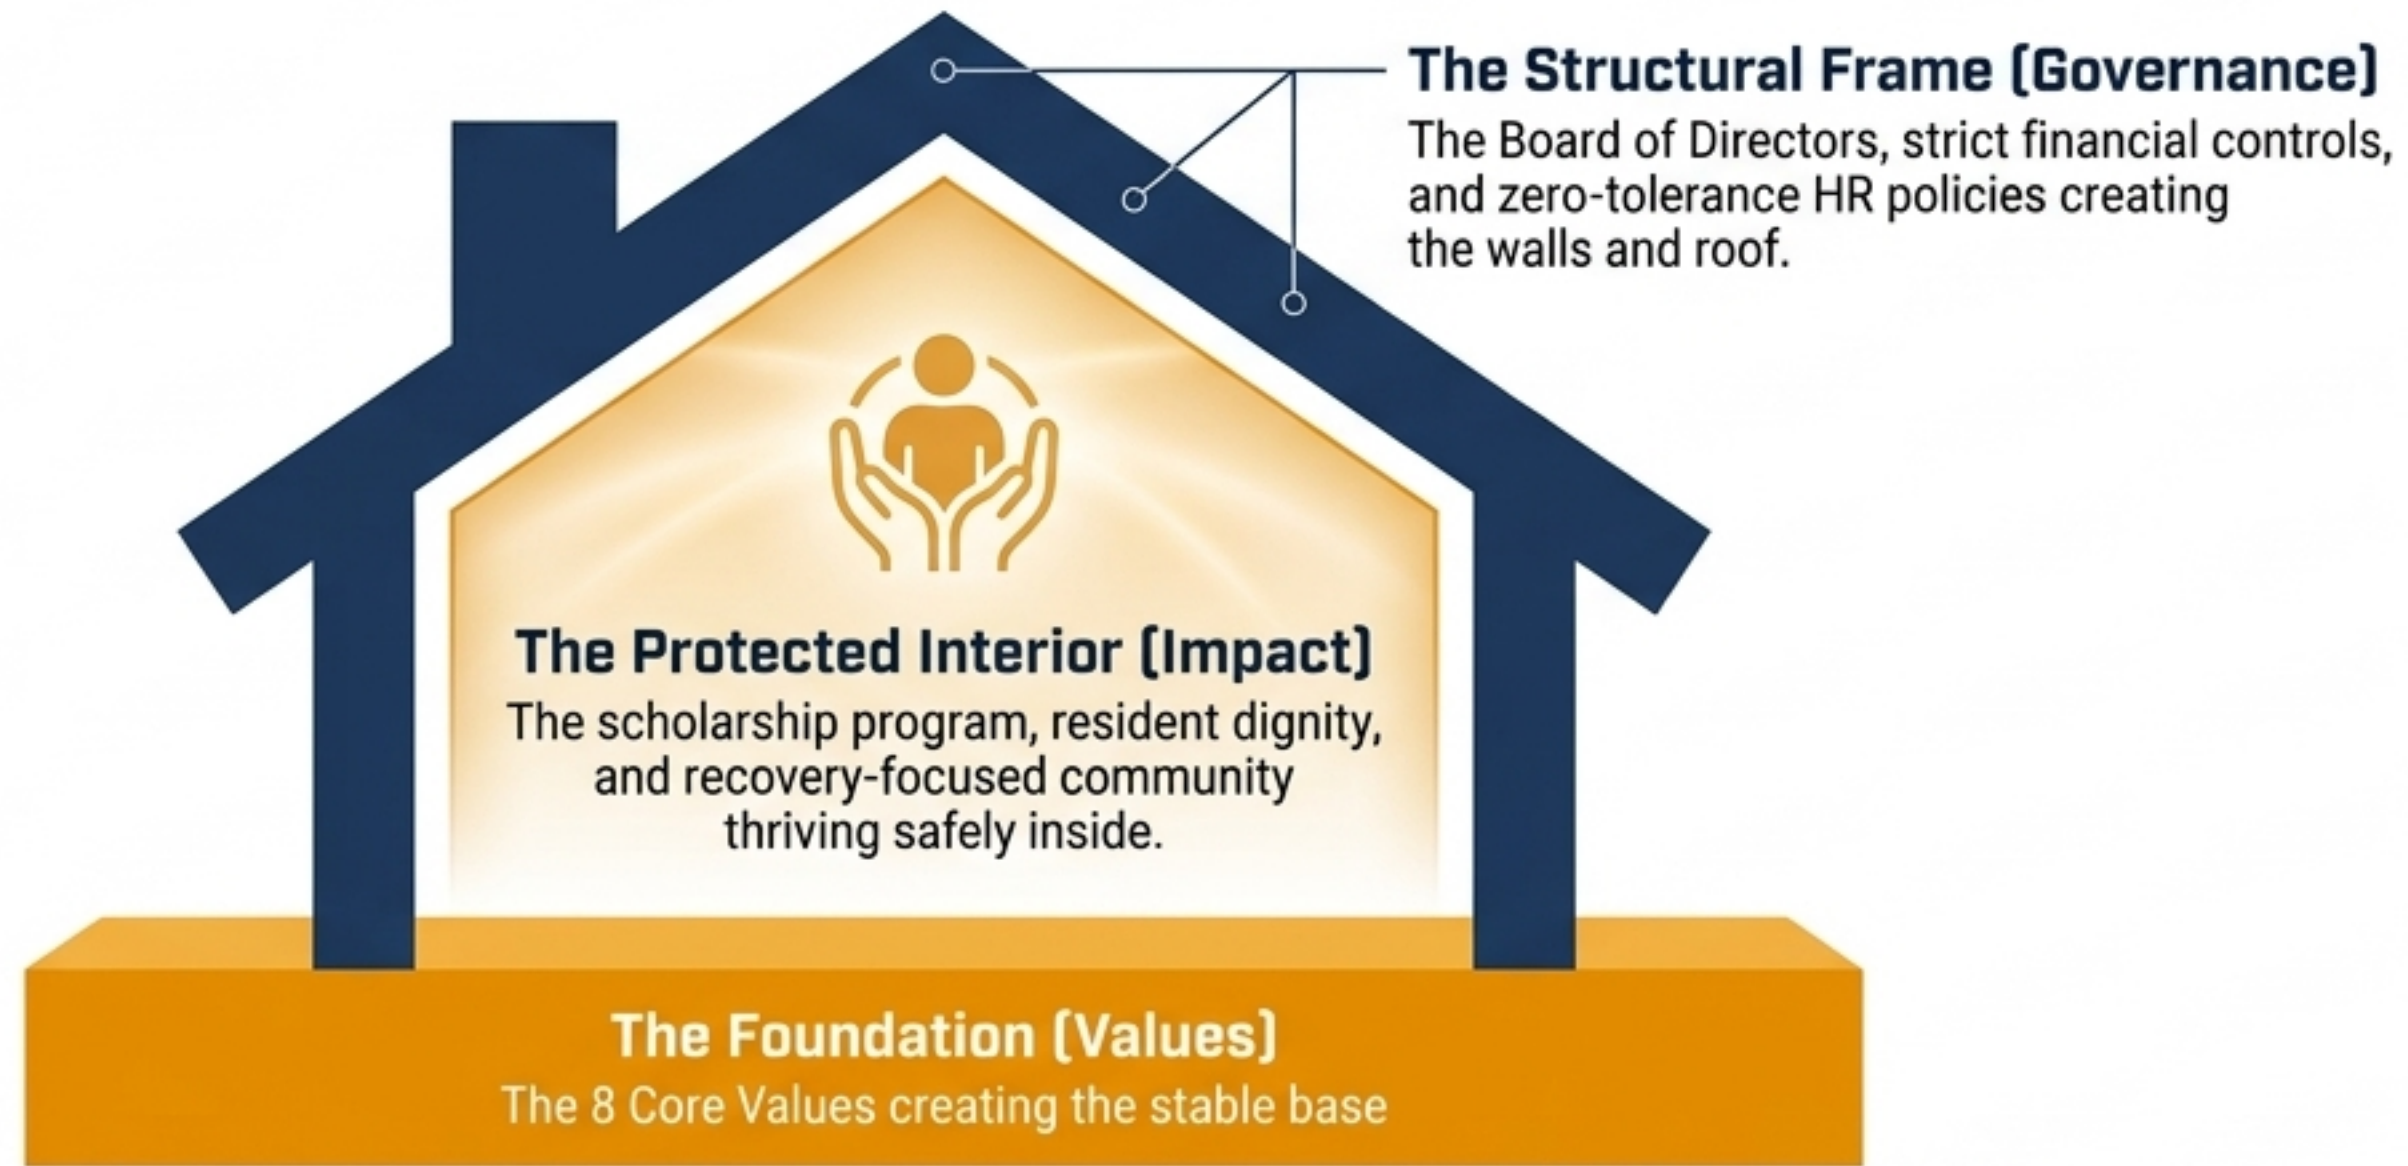 The Structural Frame (Governance)
The Board of Directors, strict financial controls,
and zero-tolerance HR policies creating
the walls and roof.
The Protected Interior (Impact)
The scholarship program, resident dignity,
and recovery-focused community
thriving safely inside.
The Foundation (Values)
The 8 Core Values creating the stable base